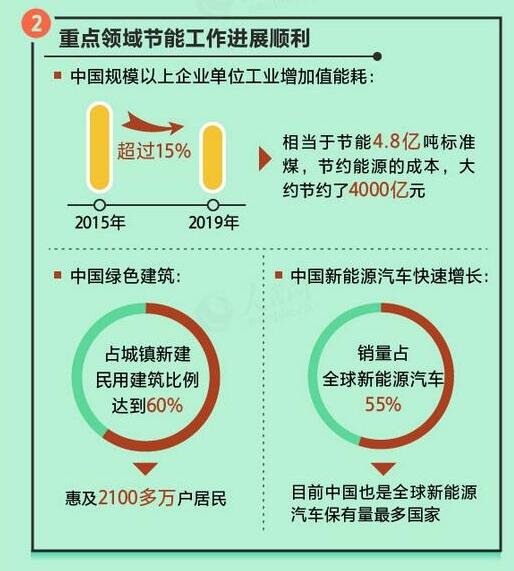 2
重点领域节能工作进展顺利
中国规模以上企业单位工业增加值能耗：
超过15%
2015年
2019年
相当于节能4.8亿吨标准
煤，节约能源的成本，大
约节约了4000亿元
中国绿色建筑：
占城镇新建
民用建筑比例
达到60%
惠及2100多万户居民
中国新能源汽车快速增长：
销量占
全球新能源汽车
55%
目前中国也是全球新能源
汽车保有量最多国家